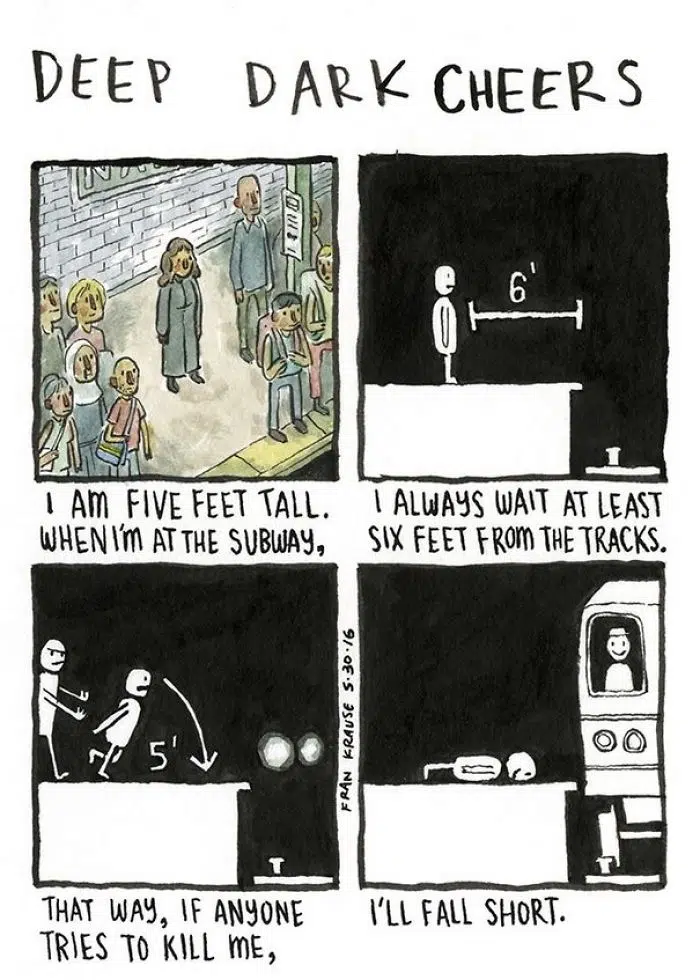 DEEP DARK CHEERS
6'
I AM FIVE FEET TALL.
WHEN I'M AT THE SUBWAY,
I ALWAYS WAIT AT LEAST
SIX FEET FROM THE TRACKS.
5'
FRAN KRAUSE 5·30·16
THAT WAY, IF ANYONE
TRIES TO KILL ME,
I'LL FALL SHORT.